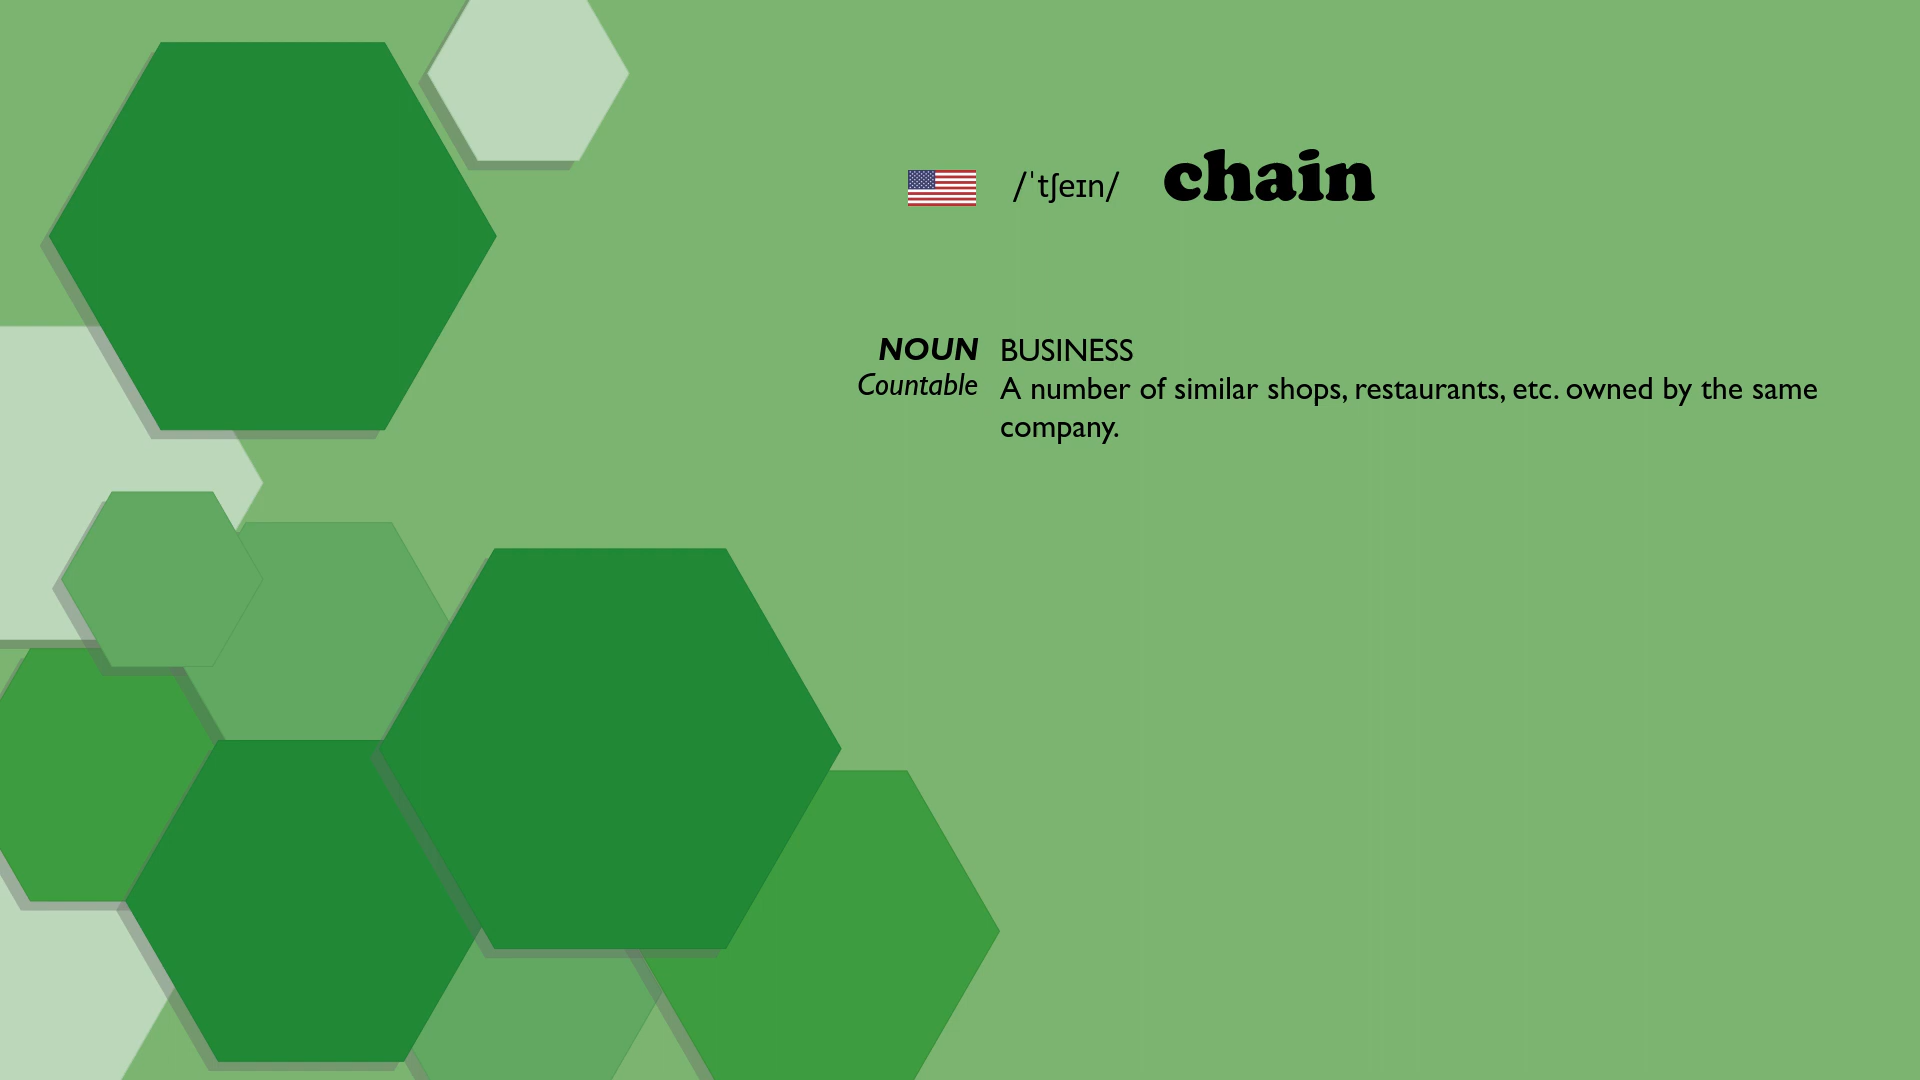 /ˈtʃeɪn/ chain
NOUN BUSINESS
Countable A number of similar shops, restaurants, etc. owned by the same
company.